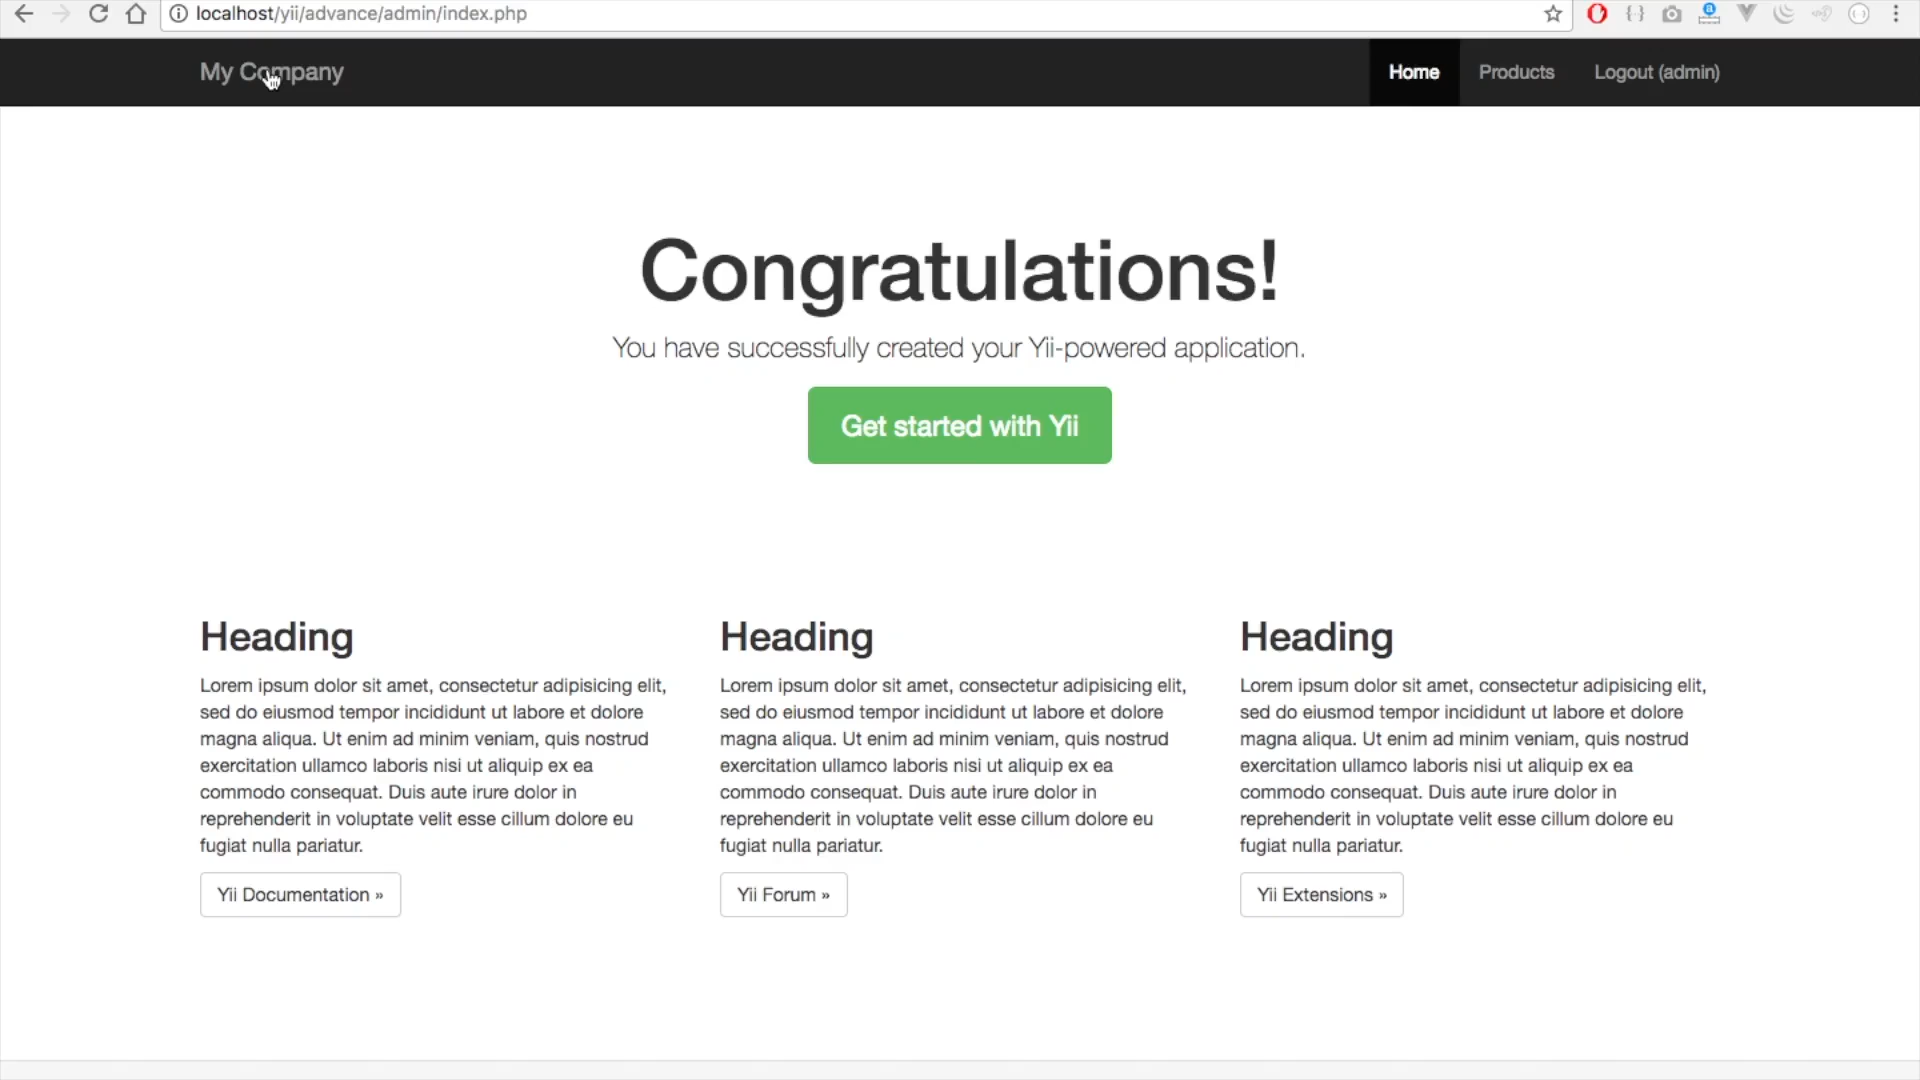 localhost/yii/advance/admin/index.php
My Company
Home
Products
Logout (admin)
Congratulations!
You have successfully created your Yii-powered application.
Get started with Yii
Heading
Lorem ipsum dolor sit amet, consectetur adipisicing elit,
sed do eiusmod tempor incididunt ut labore et dolore
magna aliqua. Ut enim ad minim veniam, quis nostrud
exercitation ullamco laboris nisi ut aliquip ex ea
commodo consequat. Duis aute irure dolor in
reprehenderit in voluptate velit esse cillum dolore eu
fugiat nulla pariatur.
Yii Documentation »
Heading
Lorem ipsum dolor sit amet, consectetur adipisicing elit,
sed do eiusmod tempor incididunt ut labore et dolore
magna aliqua. Ut enim ad minim veniam, quis nostrud
exercitation ullamco laboris nisi ut aliquip ex ea
commodo consequat. Duis aute irure dolor in
reprehenderit in voluptate velit esse cillum dolore eu
fugiat nulla pariatur.
Yii Forum »
Heading
Lorem ipsum dolor sit amet, consectetur adipisicing elit,
sed do eiusmod tempor incididunt ut labore et dolore
magna aliqua. Ut enim ad minim veniam, quis nostrud
exercitation ullamco laboris nisi ut aliquip ex ea
commodo consequat. Duis aute irure dolor in
reprehenderit in voluptate velit esse cillum dolore eu
fugiat nulla pariatur.
Yii Extensions »